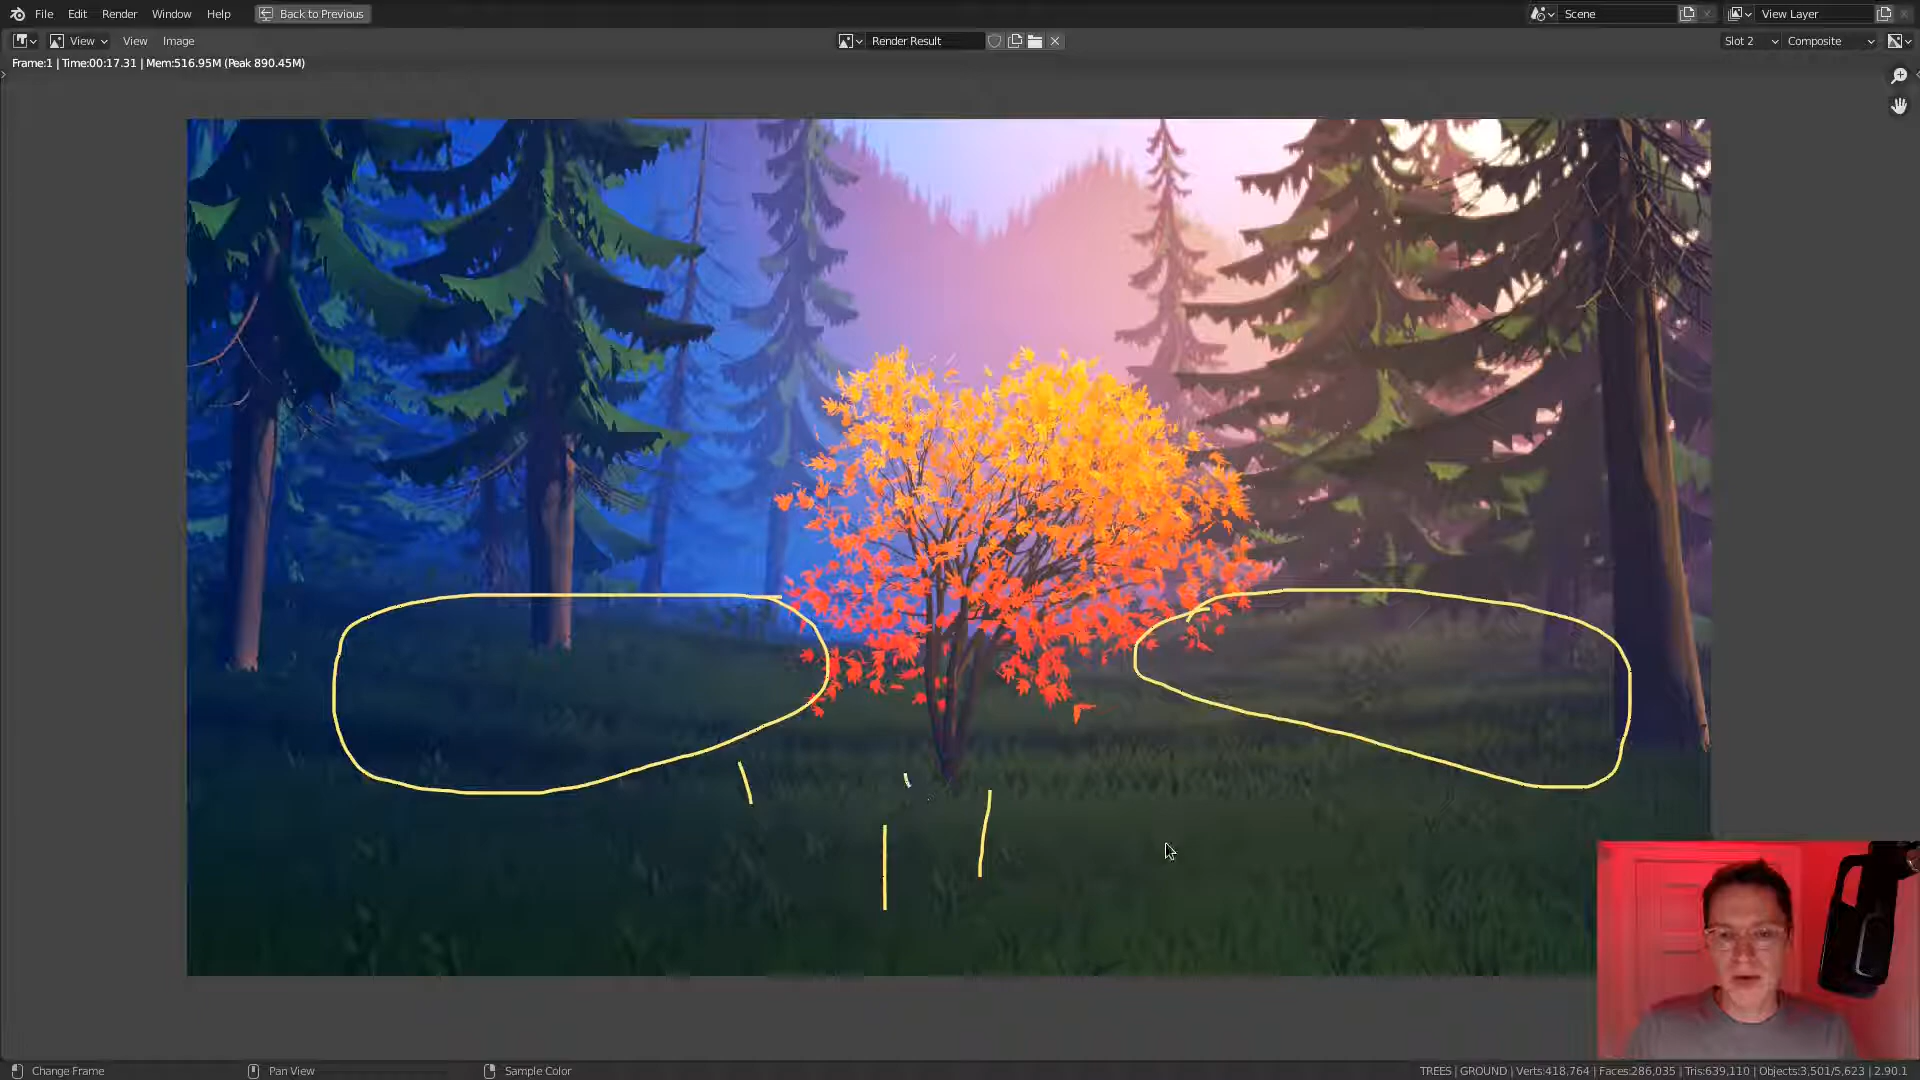 File Edit Render Window Help Back to Previous Scene View Layer
View View Image Render Result Slot 2 Composite
Frame:1 | Time:00:17.31 | Mem:516.95M (Peak 890.45M)
Change Frame Pan View Sample Color TREES | GROUND | Verts:418,764 | Faces:286,035 | Tris:639,110 | Objects:3,501/5,623 | 2.90.1